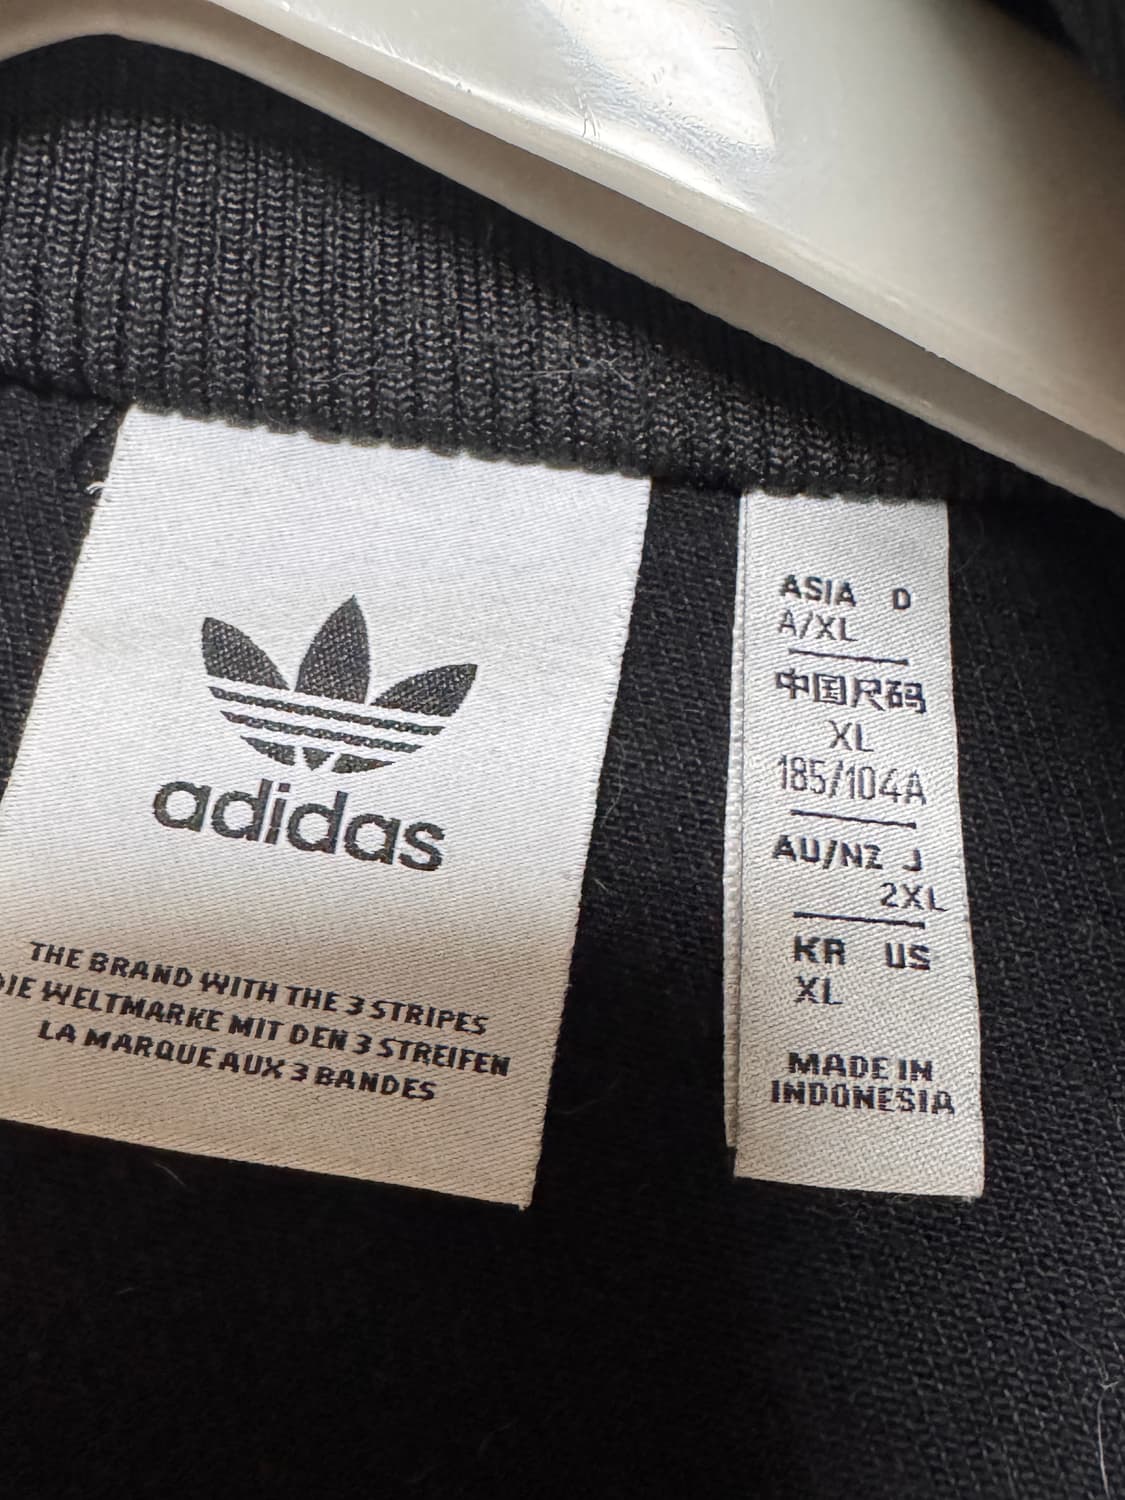 adidas
THE BRAND WITH THE 3 STRIPES
DIE WELTMARKE MIT DEN 3 STREIFEN
LA MARQUE AUX 3 BANDES
ASIA D
A/XL
中国尺码
XL
185/104A
AU/NZ J
2XL
KR US
XL
MADE IN
INDONESIA